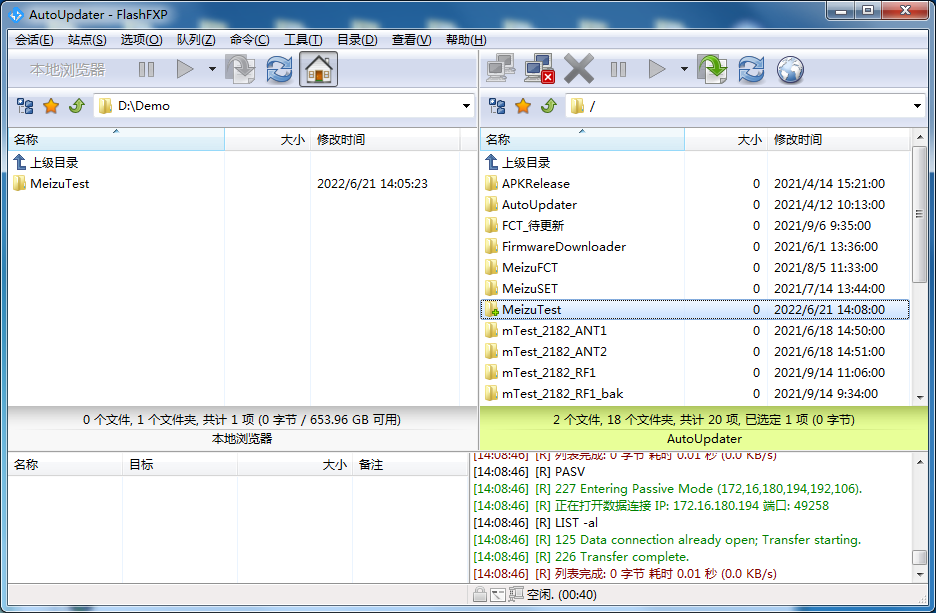 AutoUpdater - FlashFXP
会话(E) 站点(S) 选项(O) 队列(Z) 命令(C) 工具(T) 目录(D) 查看(V) 帮助(H)
本地浏览器
D:\Demo
名称 大小 修改时间
上级目录
MeizuTest 2022/6/21 14:05:23
0 个文件, 1 个文件夹, 共计 1 项 (0 字节 / 653.96 GB 可用)
本地浏览器
/
名称 大小 修改时间
上级目录
APKRelease 0 2021/4/14 15:21:00
AutoUpdater 0 2021/4/12 10:13:00
FCT_待更新 0 2021/9/6 9:35:00
FirmwareDownloader 0 2021/6/1 13:36:00
MeizuFCT 0 2021/8/5 11:33:00
MeizuSET 0 2021/7/14 13:44:00
MeizuTest 0 2022/6/21 14:08:00
mTest_2182_ANT1 0 2021/6/18 14:50:00
mTest_2182_ANT2 0 2021/6/18 14:51:00
mTest_2182_RF1 0 2021/9/14 11:06:00
mTest_2182_RF1_bak 0 2021/9/14 9:34:00
2 个文件, 18 个文件夹, 共计 20 项, 已选定 1 项 (0 字节)
AutoUpdater
名称 目标 大小 备注
[14:08:46] [R] 列表完成: 0 字节 耗时 0.01 秒 (0.0 KB/s)
[14:08:46] [R] PASV
[14:08:46] [R] 227 Entering Passive Mode (172,16,180,194,192,106).
[14:08:46] [R] 正在打开数据连接 IP: 172.16.180.194 端口: 49258
[14:08:46] [R] LIST -al
[14:08:46] [R] 125 Data connection already open; Transfer starting.
[14:08:46] [R] 226 Transfer complete.
[14:08:46] [R] 列表完成: 0 字节 耗时 0.01 秒 (0.0 KB/s)
空闲. (00:40)